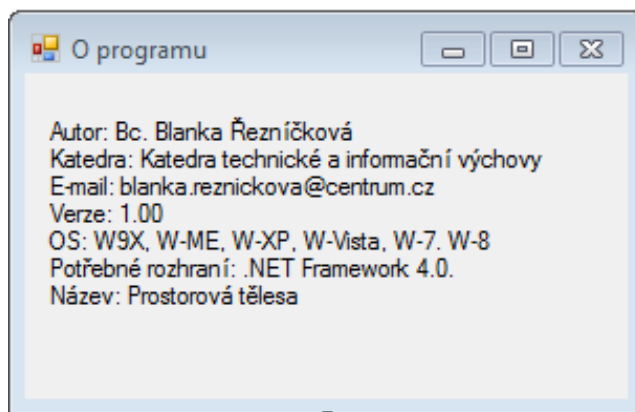 O programu
Autor: Bc. Blanka Řezníčková
Katedra: Katedra technické a informační výchovy
E-mail: blanka.reznickova@centrum.cz
Verze: 1.00
OS: W9X, W-ME, W-XP, W-Vista, W-7. W-8
Potřebné rozhraní: .NET Framework 4.0.
Název: Prostorová tělesa